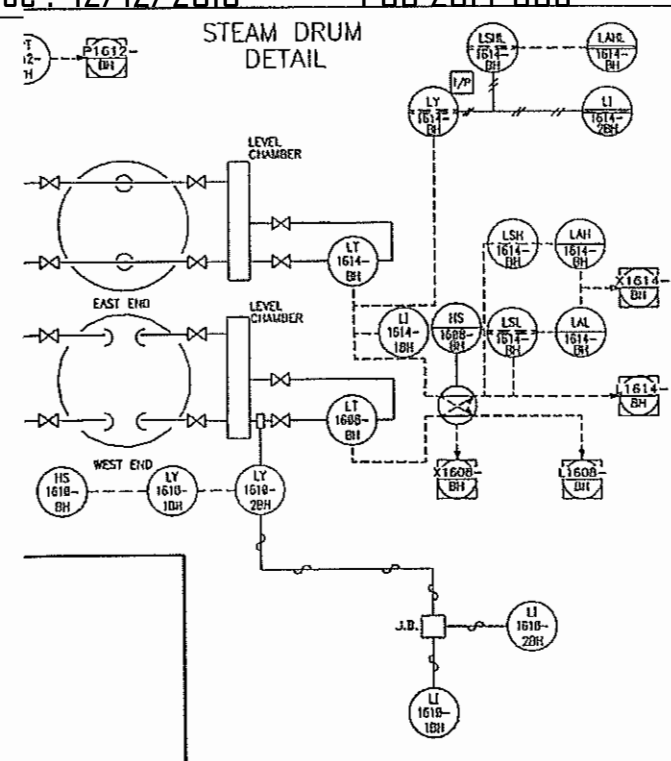 STEAM DRUM
DETAIL
P1612-
BH
LSHL
1614-
BH
LAHL
1614-
BH
I/P
LY
1614-
BH
LI
1614-
2BH
LEVEL
CHAMBER
LT
1614-
BH
LSH
1614-
BH
LAH
1614-
BH
X1614-
BH
EAST END
LEVEL
CHAMBER
LI
1614-
1BH
HS
1608-
BH
LSL
1614-
BH
LAL
1614-
BH
L1614-
BH
LT
1608-
BH
WEST END
X1608-
BH
L1608-
BH
HS
1610-
BH
LY
1610-
1BH
LY
1610-
2BH
J.B.
LI
1610-
2BH
LI
1610-
1BH